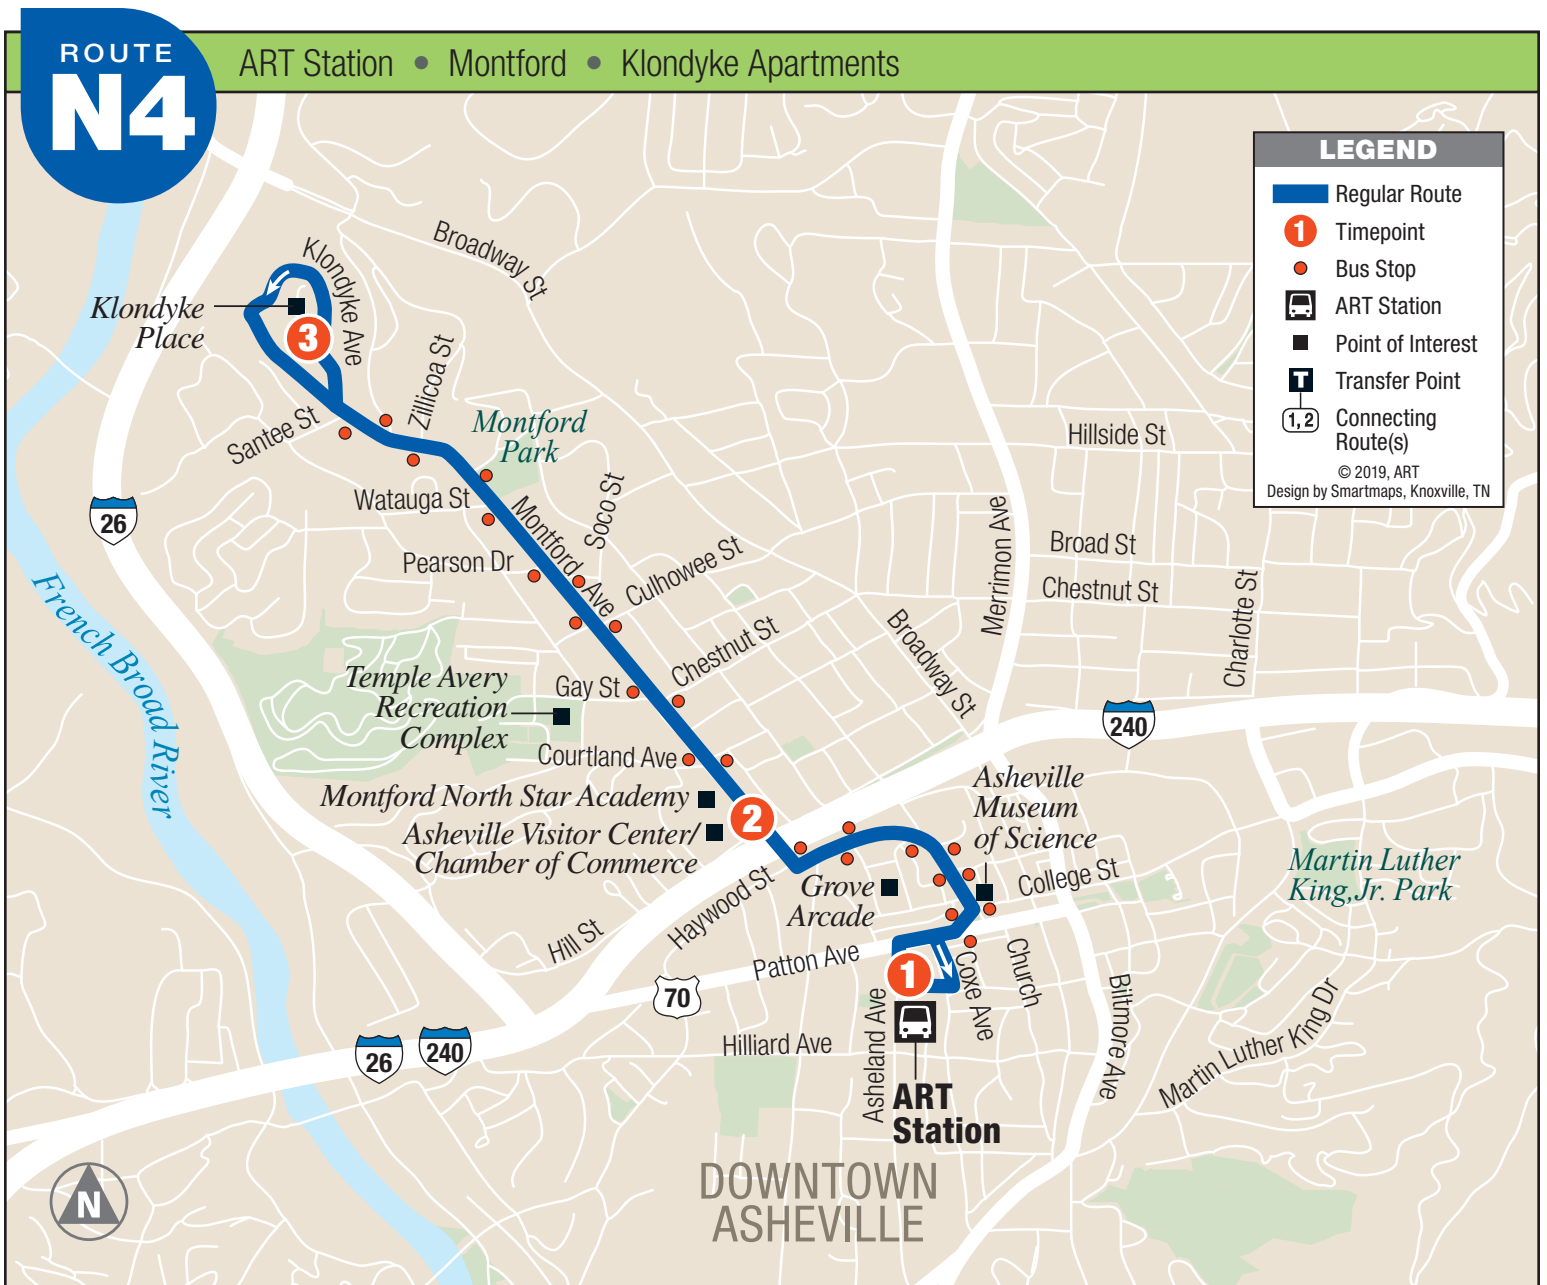 ROUTE
N4
ART Station • Montford • Klondyke Apartments
LEGEND
Regular Route
1 Timepoint
Bus Stop
ART Station
Point of Interest
T Transfer Point
1, 2 Connecting
Route(s)
© 2019, ART
Design by Smartmaps, Knoxville, TN
Broadway St
Klondyke Ave
Klondyke
Place
3
Zillicoa St
Santee St
Montford
Park
Hillside St
Watauga St
Soco St
26
Montford Ave
Merrimon Ave
Broad St
Pearson Dr
Culhowee St
Chestnut St
French Broad River
Charlotte St
Chestnut St
Broadway St
Temple Avery
Recreation
Complex
Gay St
240
Courtland Ave
Montford North Star Academy
Asheville Visitor Center/
Chamber of Commerce
2
Asheville
Museum
of Science
Martin Luther
King, Jr. Park
Grove
Arcade
College St
Haywood St
Hill St
Patton Ave
70
1
Coxe Ave
Church
Biltmore Ave
Asheland Ave
Hilliard Ave
26
240
Martin Luther King Dr
ART
Station
DOWNTOWN
ASHEVILLE
N